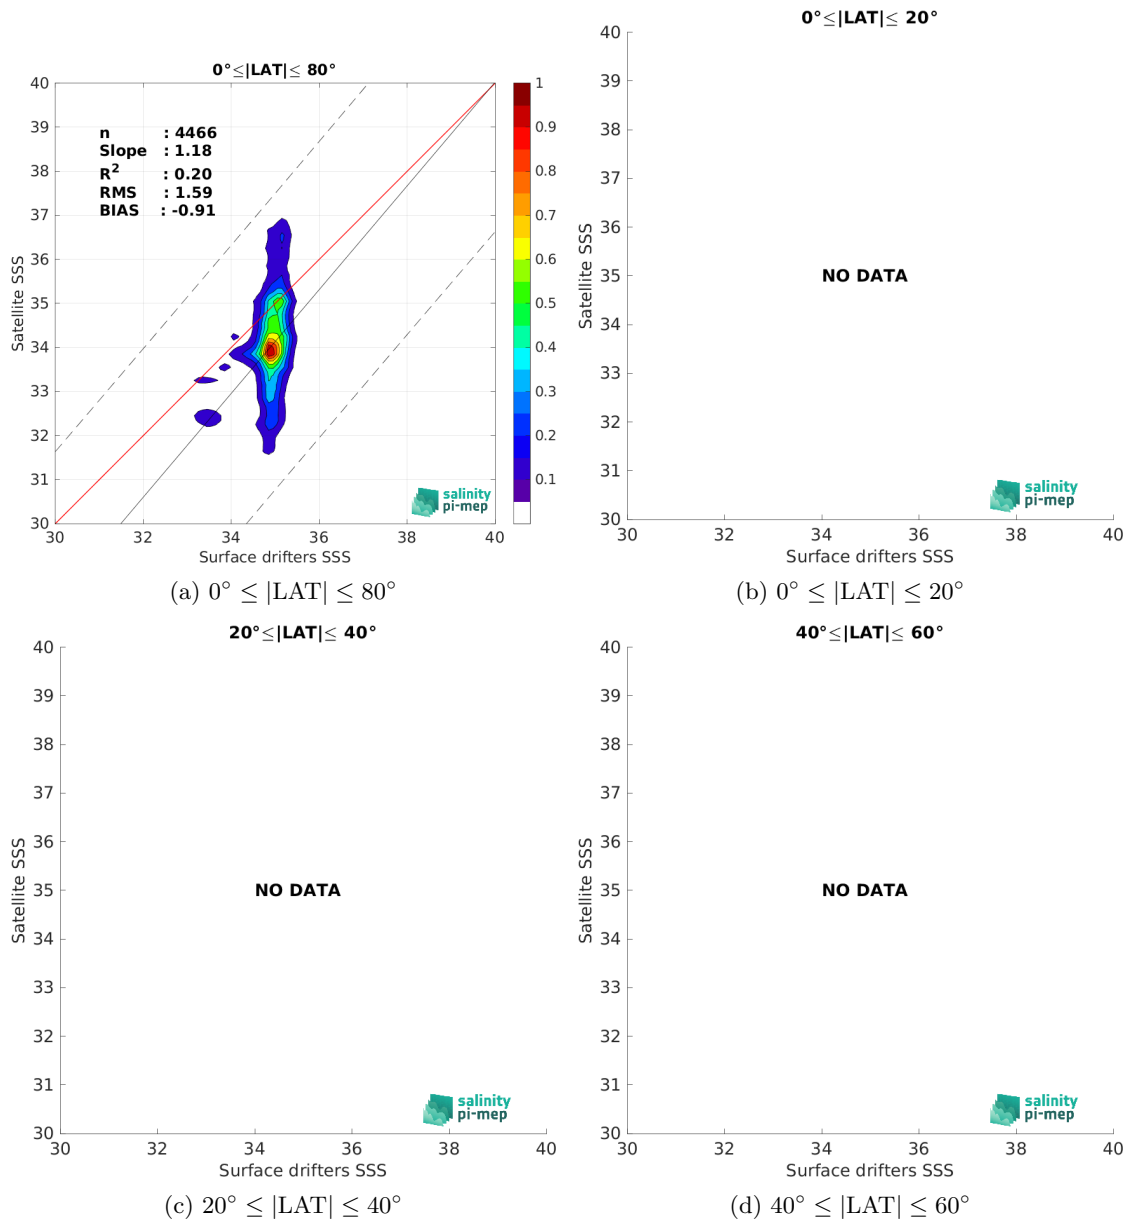 0°≤|LAT|≤ 80°
40
39
38
37
36
35
34
33
32
31
30
Satellite SSS
n : 4466
Slope : 1.18
R² : 0.20
RMS : 1.59
BIAS : -0.91
salinity
pi-mep
30 32 34 36 38 40
Surface drifters SSS
1
0.9
0.8
0.7
0.6
0.5
0.4
0.3
0.2
0.1
(a) 0° ≤ |LAT| ≤ 80°
0°≤|LAT|≤ 20°
40
39
38
37
36
35
34
33
32
31
30
Satellite SSS
NO DATA
salinity
pi-mep
30 32 34 36 38 40
Surface drifters SSS
(b) 0° ≤ |LAT| ≤ 20°
20°≤|LAT|≤ 40°
40
39
38
37
36
35
34
33
32
31
30
Satellite SSS
NO DATA
salinity
pi-mep
30 32 34 36 38 40
Surface drifters SSS
(c) 20° ≤ |LAT| ≤ 40°
40°≤|LAT|≤ 60°
40
39
38
37
36
35
34
33
32
31
30
Satellite SSS
NO DATA
salinity
pi-mep
30 32 34 36 38 40
Surface drifters SSS
(d) 40° ≤ |LAT| ≤ 60°